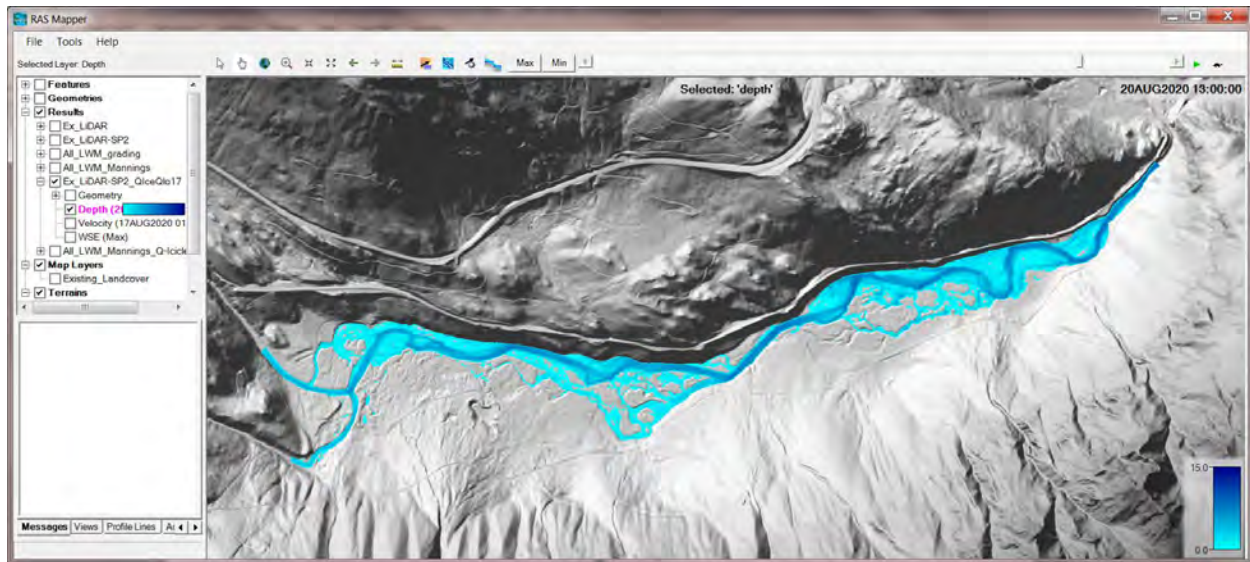 RAS Mapper
File Tools Help
Selected Layer: Depth
Max Min
Features
Geometries
Results
Ex_LiDAR
Ex_LiDAR-SP2
All_LWM_grading
All_LWM_Mannings
Ex_LiDAR-SP2_QIceQlo17
Geometry
Depth (2
Velocity (17AUG2020 01
WSE (Max)
All_LWM_Mannings_Q-Icick
Map Layers
Existing_Landcover
Terrains
Selected: 'depth'
20AUG2020 13:00:00
15.0
0.0
Messages Views Profile Lines